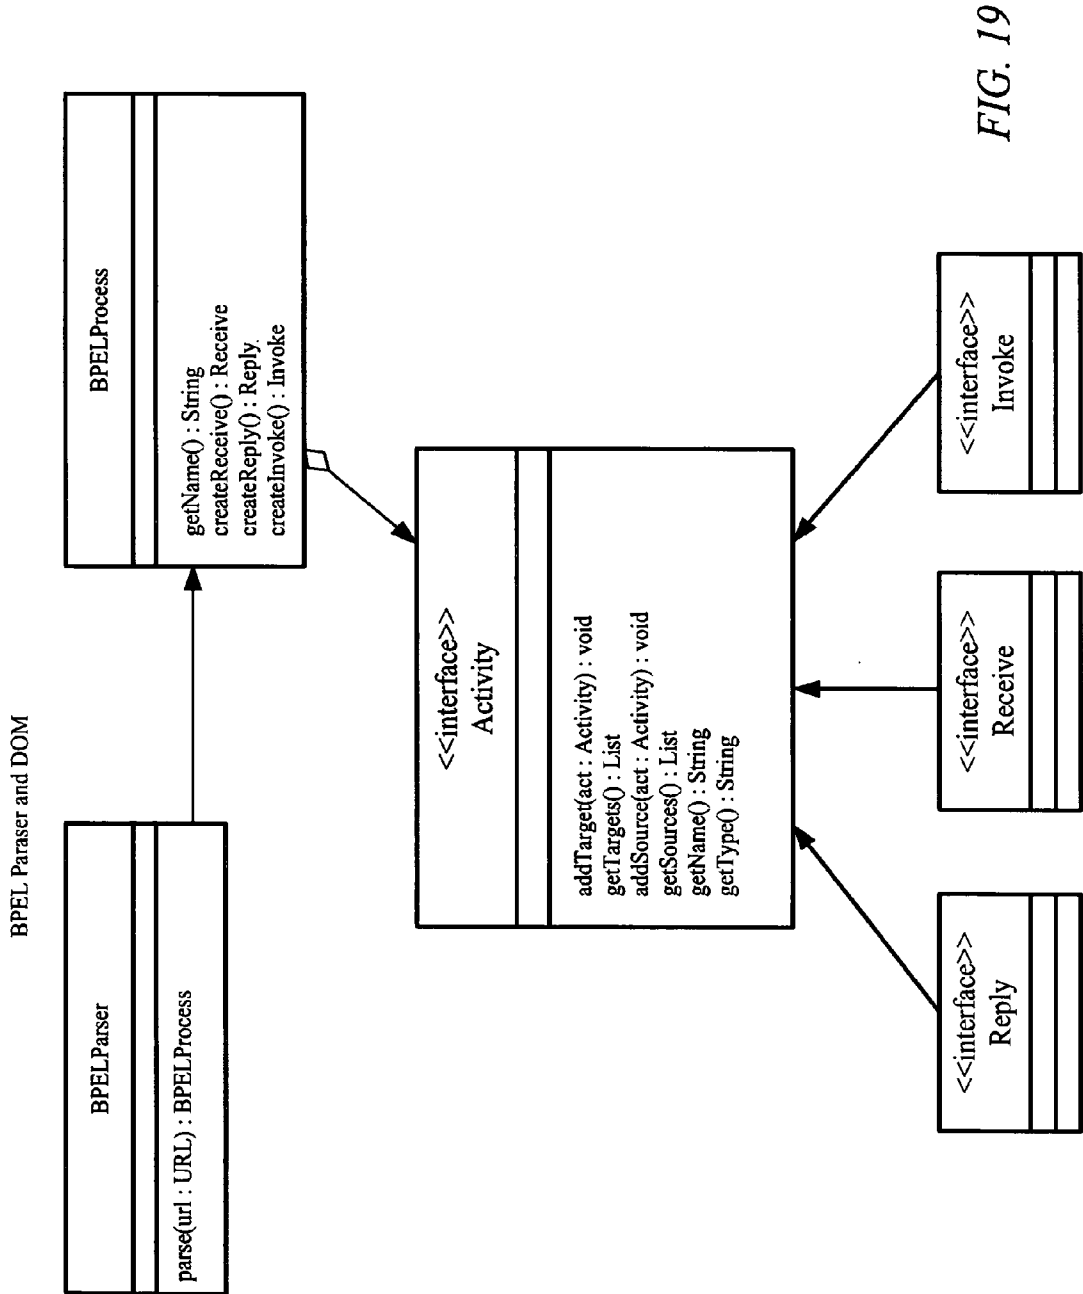 BPEL Paraser and DOM
BPELParser
parse(url : URL) : BPELProcess
BPELProcess
getName() : String
createReceive() : Receive
createReply() : Reply
createInvoke() : Invoke
<<interface>>
Activity
addTarget(act : Activity) : void
getTargets() : List
addSource(act : Activity) : void
getSources() : List
getName() : String
getType() : String
<<interface>>
Reply
<<interface>>
Receive
<<interface>>
Invoke
FIG. 19